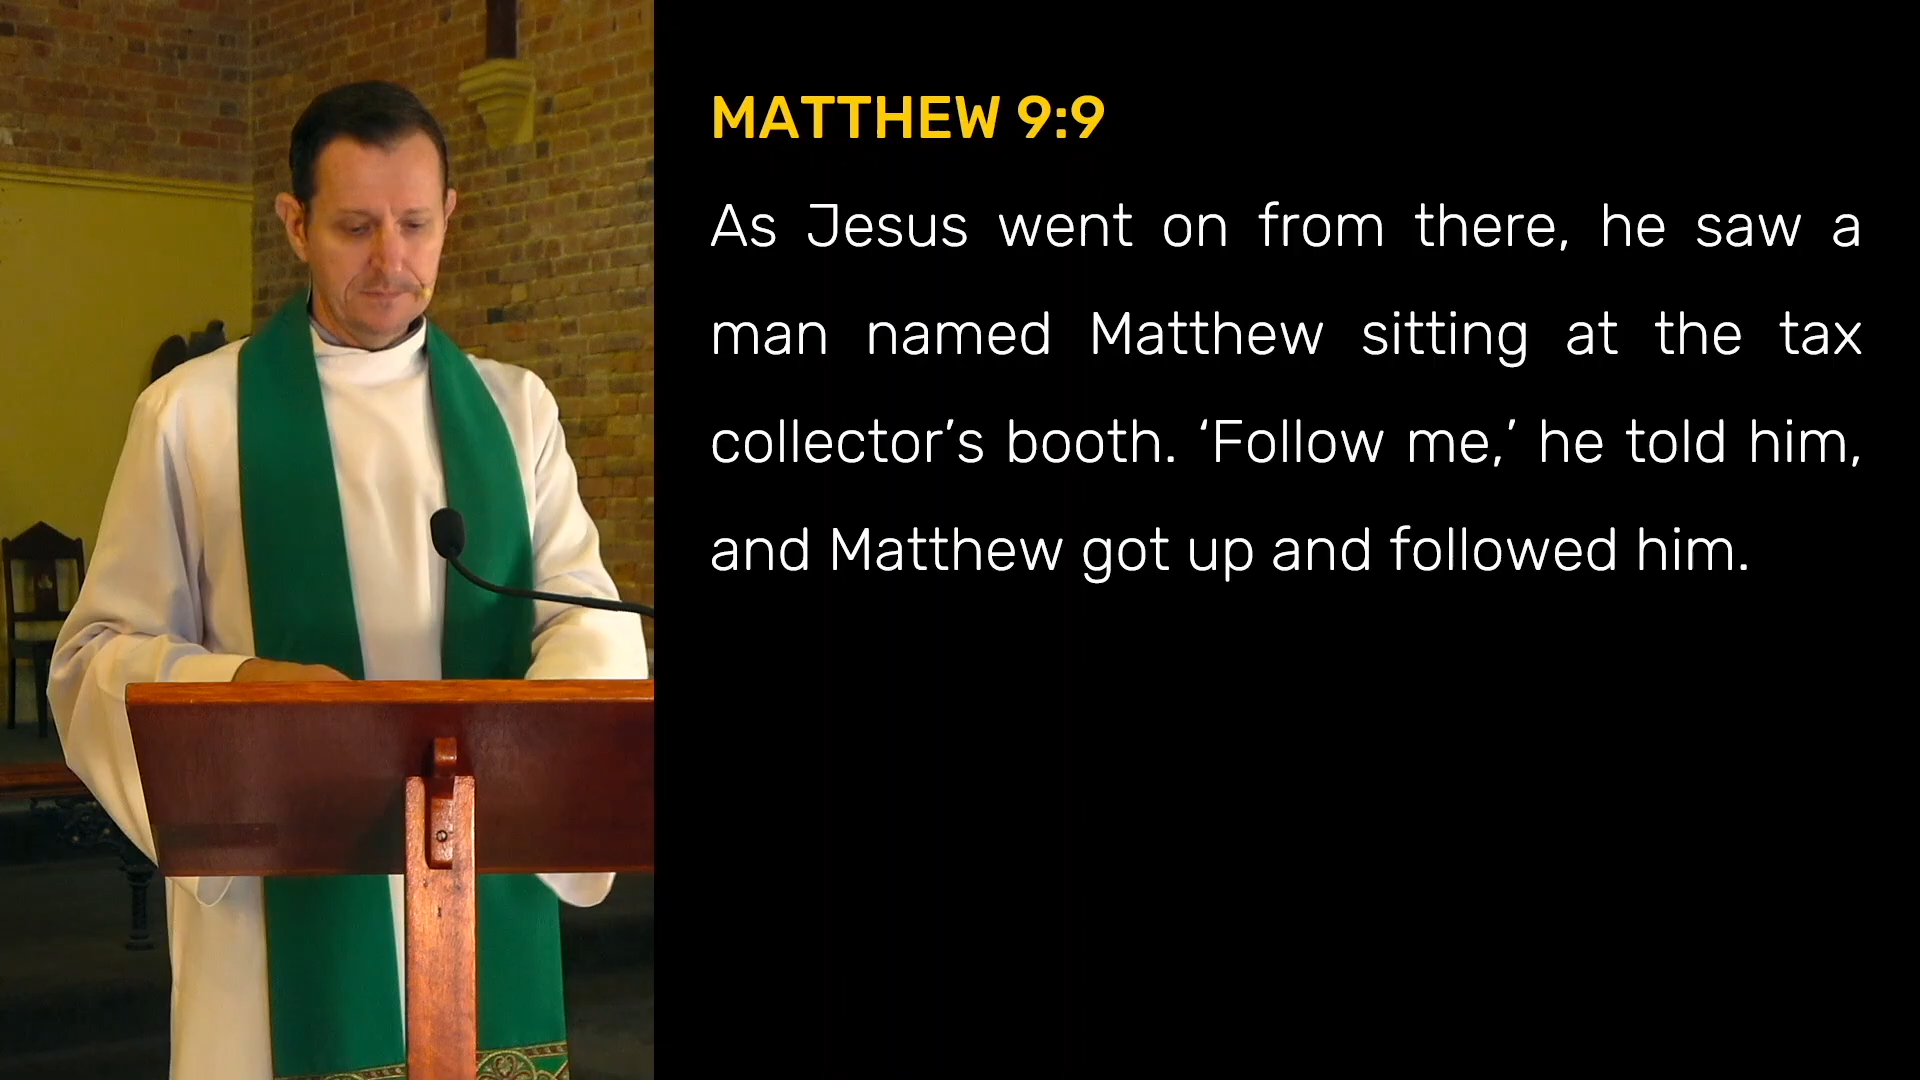 MATTHEW 9:9
As Jesus went on from there, he saw a
man named Matthew sitting at the tax
collector’s booth. ‘Follow me,’ he told him,
and Matthew got up and followed him.